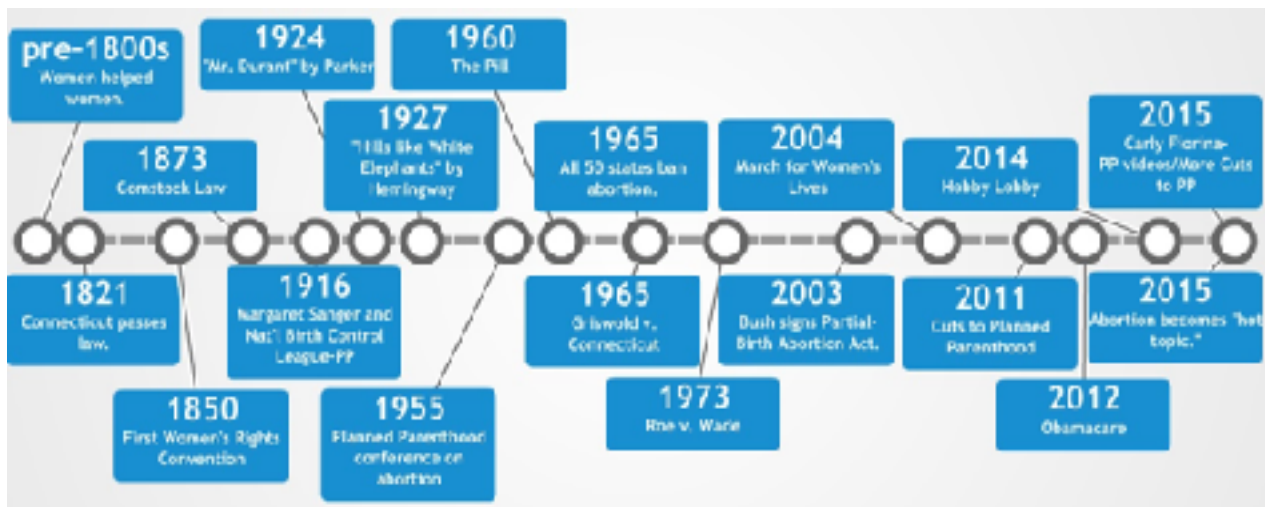 pre-1800s
Women helped
women.
1821
Connecticut passes
law.
1850
First Women's Rights
Convention
1873
Comstock Law
1916
Margaret Sanger and
Nat'l Birth Control
League-PP
1924
"Mr. Durant" by Parker
1927
"Hills like White
Elephants" by
Hemingway
1955
Planned Parenthood
conference on
abortion
1960
The Pill
1965
All 50 states ban
abortion.
1965
Griswold v.
Connecticut
1973
Roe v. Wade
2003
Bush signs Partial-
Birth Abortion Act.
2004
March for Women's
Lives
2011
Cuts to Planned
Parenthood
2012
Obamacare
2014
Hobby Lobby
2015
Carly Fiorina-
PP videos/More Cuts
to PP
2015
Abortion becomes "hot
topic."